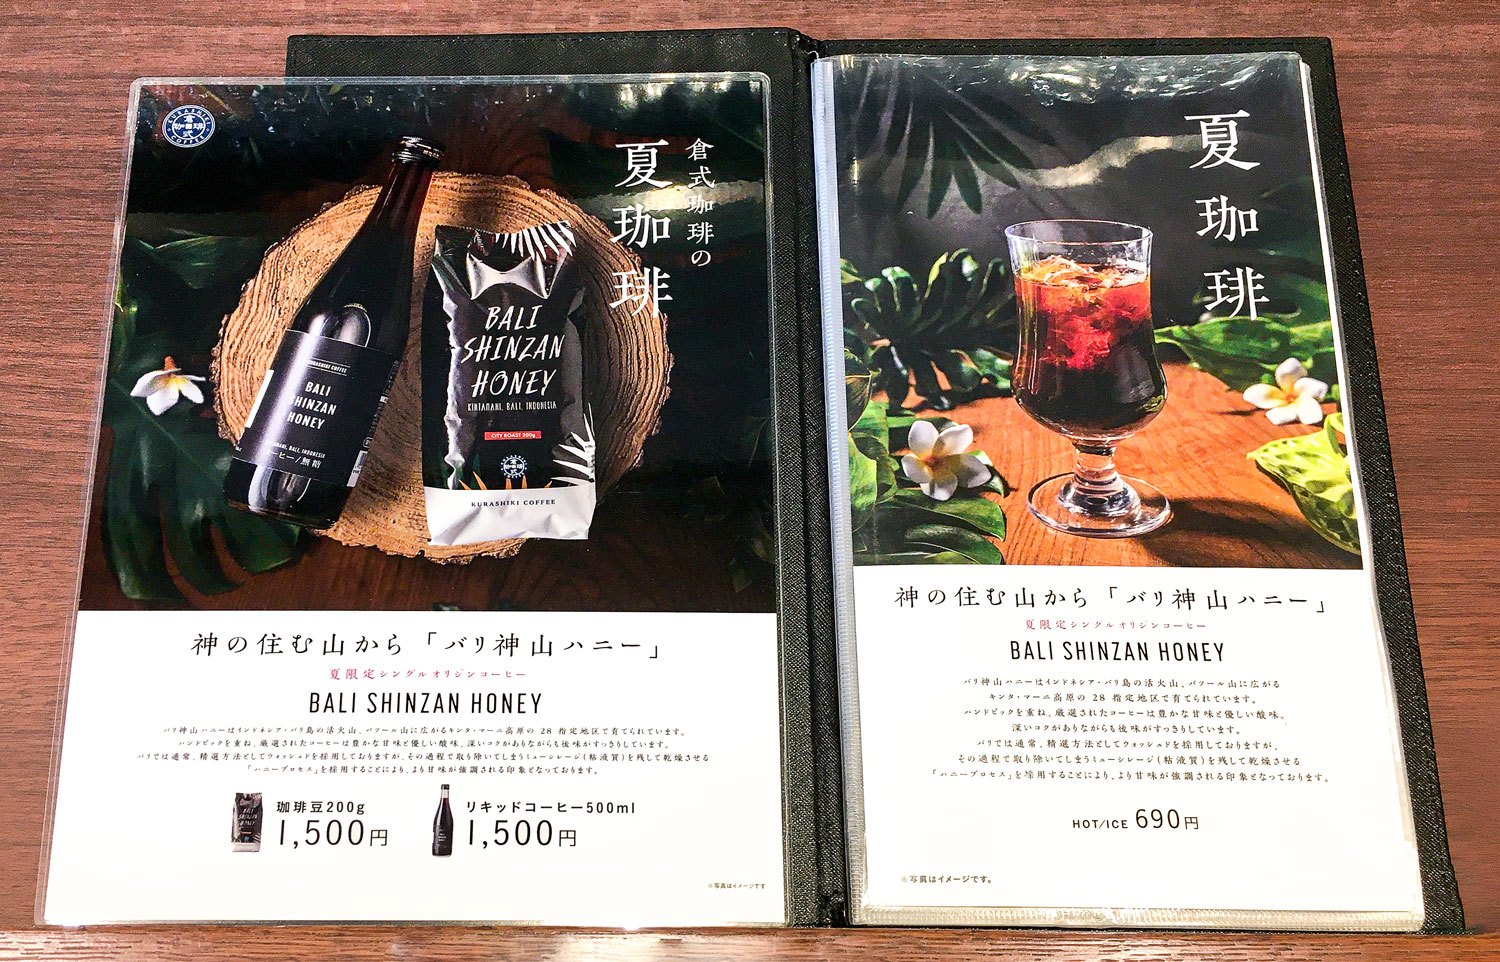 KURASHIKI
倉
珈琲
式
COFFEE
倉式珈琲の
夏珈琲
KURASHIKI COFFEE
BALI
SHINZAN
HONEY
BALI, INDONESIA
コーヒー/無糖
BALI
SHINZAN
HONEY
KINTAMANI, BALI, INDONESIA
CITY ROAST 200g
KURASHIKI COFFEE
神の住む山から「バリ神山ハニー」
夏限定シングルオリジンコーヒー
BALI SHINZAN HONEY
バリ神山ハニーはインドネシア・バリ島の活火山、バツール山に広がるキンタ・マーニ高原の 28 指定地区で育てられています。
ハンドピックを重ね、厳選されたコーヒーは豊かな甘味と優しい酸味、深いコクがありながらも後味がすっきりしています。
バリでは通常、精選方法としてウォッシュドを採用しておりますが、その過程で取り除いてしまうミューシレージ(粘液質)を残して乾燥させる
「ハニープロセス」を採用することにより、より甘味が強調される印象となっております。
珈琲豆200g
1,500円
リキッドコーヒー500ml
1,500円
※写真はイメージです
夏珈琲
神の住む山から「バリ神山ハニー」
夏限定シングルオリジンコーヒー
BALI SHINZAN HONEY
バリ神山ハニーはインドネシア・バリ島の活火山、バツール山に広がる
キンタ・マーニ高原の 28 指定地区で育てられています。
ハンドピックを重ね、厳選されたコーヒーは豊かな甘味と優しい酸味。
深いコクがありながらも後味がすっきりしています。
バリでは通常、精選方法としてウォッシュドを採用しておりますが、
その過程で取り除いてしまうミューシレージ(粘液質)を残して乾燥させる
「ハニープロセス」を採用することにより、より甘味が強調される印象となっております。
HOT/ICE 690円
※写真はイメージです。